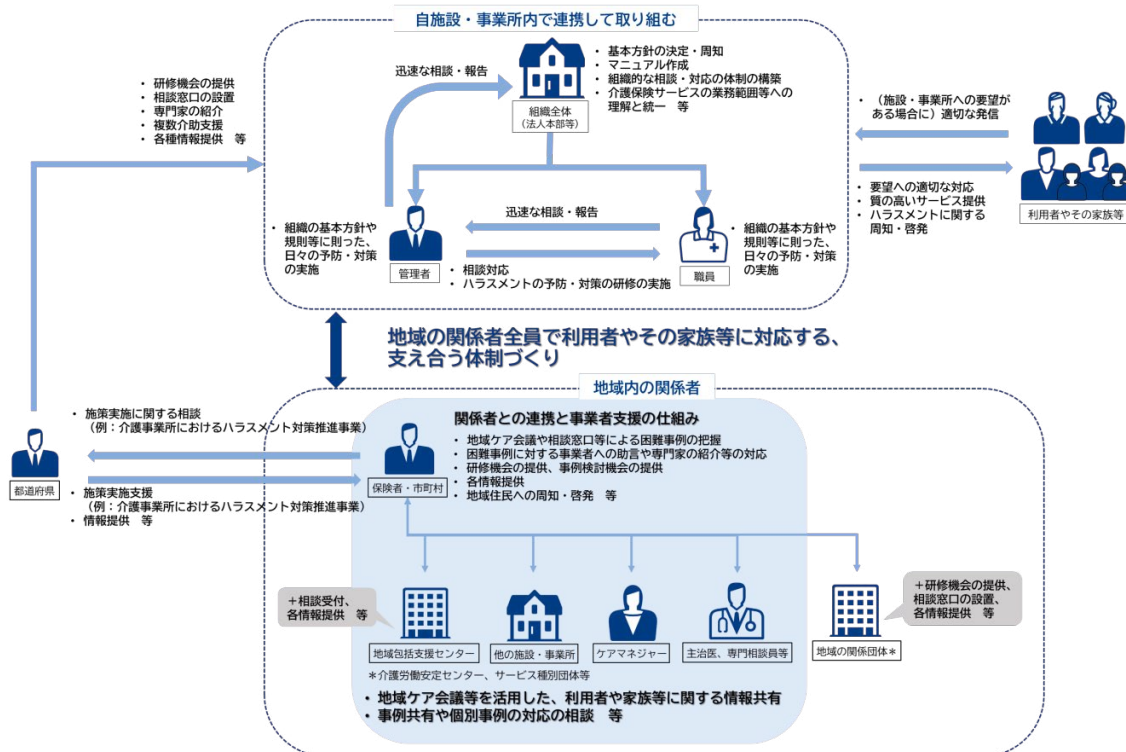 自施設・事業所内で連携して取り組む
・ 研修機会の提供
・ 相談窓口の設置
・ 専門家の紹介
・ 複数介助支援
・ 各種情報提供　等
迅速な相談・報告
組織全体
（法人本部等）
・ 基本方針の決定・周知
・ マニュアル作成
・ 組織的な相談・対応の体制の構築
・ 介護保険サービスの業務範囲等への
理解と統一　等
・ （施設・事業所への要望が
ある場合に）適切な発信
・ 要望への適切な対応
・ 質の高いサービス提供
・ ハラスメントに関する
周知・啓発
利用者やその家族等
・ 組織の基本方針や
規則等に則った、
日々の予防・対策
の実施
管理者
迅速な相談・報告
・ 相談対応
・ ハラスメントの予防・対策の研修の実施
職員
・ 組織の基本方針や
規則等に則った、
日々の予防・対策
の実施
地域の関係者全員で利用者やその家族等に対応する、
支え合う体制づくり
地域内の関係者
都道府県
・ 施策実施に関する相談
（例：介護事業所におけるハラスメント対策推進事業）
・ 施策実施支援
（例：介護事業所におけるハラスメント対策推進事業）
・ 情報提供　等
保険者・市町村
関係者との連携と事業者支援の仕組み
・ 地域ケア会議や相談窓口等による困難事例の把握
・ 困難事例に対する事業者への助言や専門家の紹介等の対応
・ 研修機会の提供、事例検討機会の提供
・ 各情報提供
・ 地域住民への周知・啓発　等
＋相談受付、
各情報提供　等
地域包括支援センター
他の施設・事業所
ケアマネジャー
主治医、専門相談員等
地域の関係団体＊
＋研修機会の提供、
相談窓口の設置、
各情報提供　等
＊介護労働安定センター、サービス種別団体等
・ 地域ケア会議等を活用した、利用者や家族等に関する情報共有
・ 事例共有や個別事例の対応の相談　等